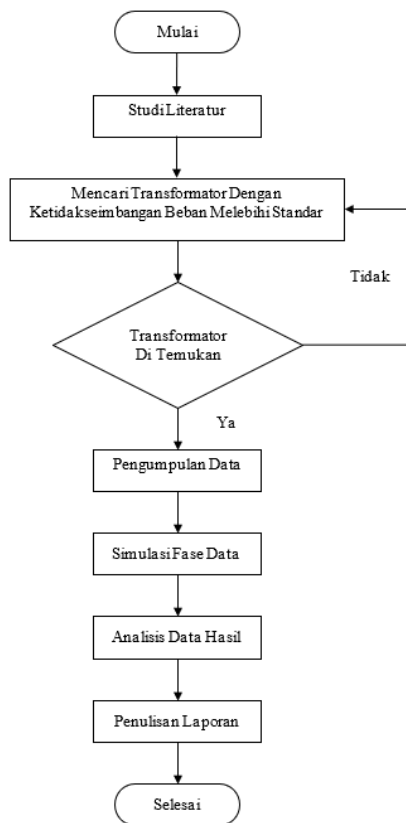 Mulai
Studi Literatur
Mencari Transformator Dengan
Ketidakseimbangan Beban Melebihi Standar
Tidak
Transformator
Di Temukan
Ya
Pengumpulan Data
Simulasi Fase Data
Analisis Data Hasil
Penulisan Laporan
Selesai